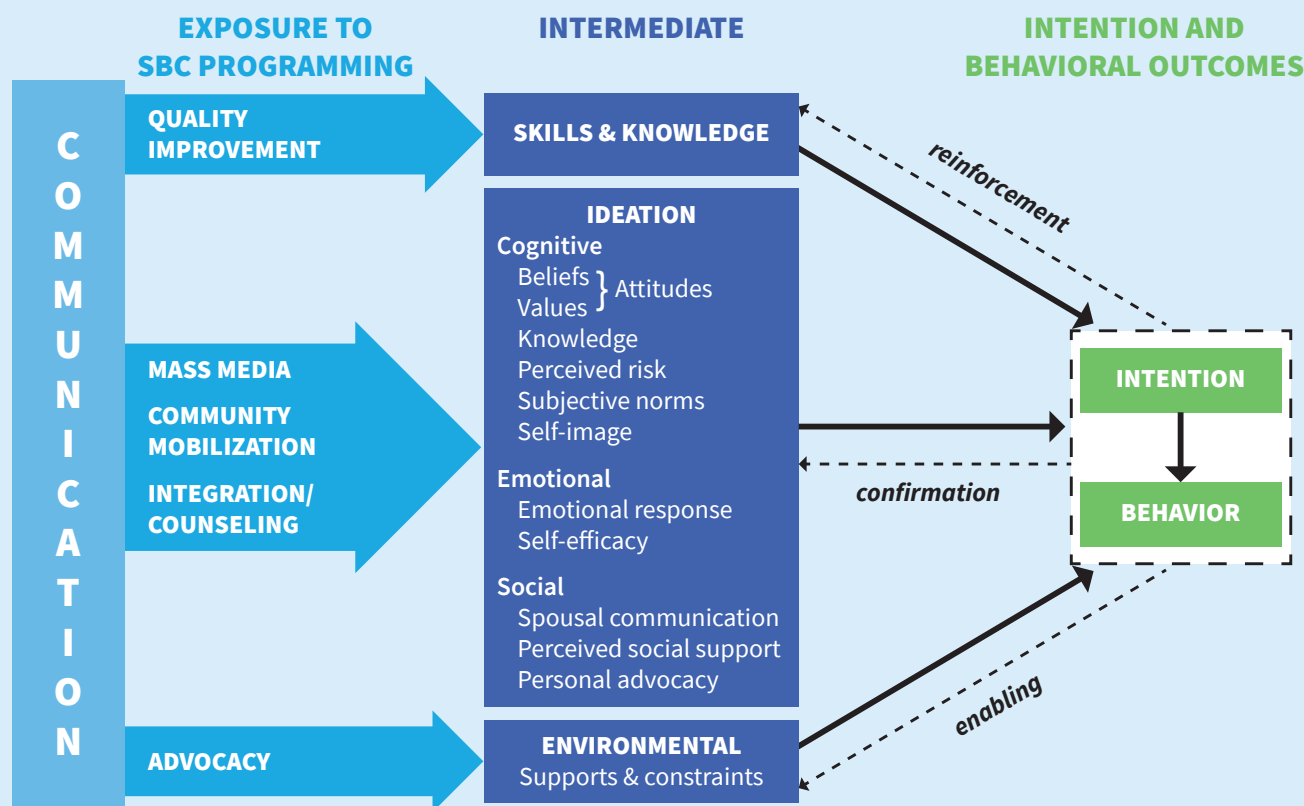 EXPOSURE TO
SBC PROGRAMMING
INTERMEDIATE
INTENTION AND
BEHAVIORAL OUTCOMES
COMMUNICATION
QUALITY
IMPROVEMENT
MASS MEDIA
COMMUNITY
MOBILIZATION
INTEGRATION/
COUNSELING
ADVOCACY
SKILLS & KNOWLEDGE
IDEATION
Cognitive
Beliefs
Values } Attitudes
Knowledge
Perceived risk
Subjective norms
Self-image
Emotional
Emotional response
Self-efficacy
Social
Spousal communication
Perceived social support
Personal advocacy
ENVIRONMENTAL
Supports & constraints
reinforcement
confirmation
enabling
INTENTION
BEHAVIOR